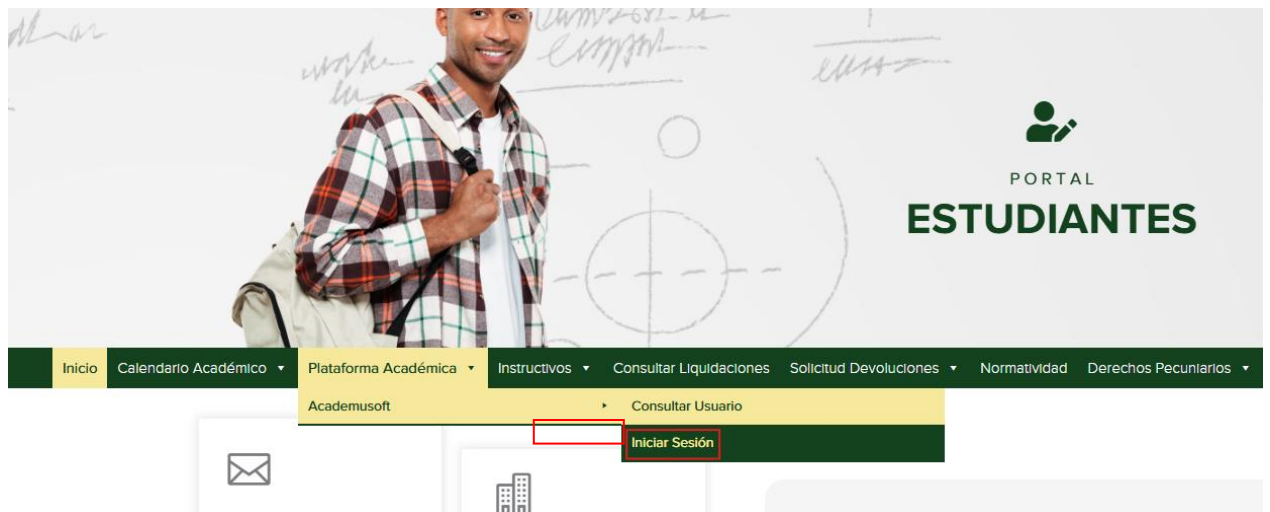 PORTAL
ESTUDIANTES
Inicio Calendario Académico Plataforma Académica Instructivos Consultar Liquidaciones Solicitud Devoluciones Normatividad Derechos Pecuniarios
Academusoft Consultar Usuario
Iniciar Sesión